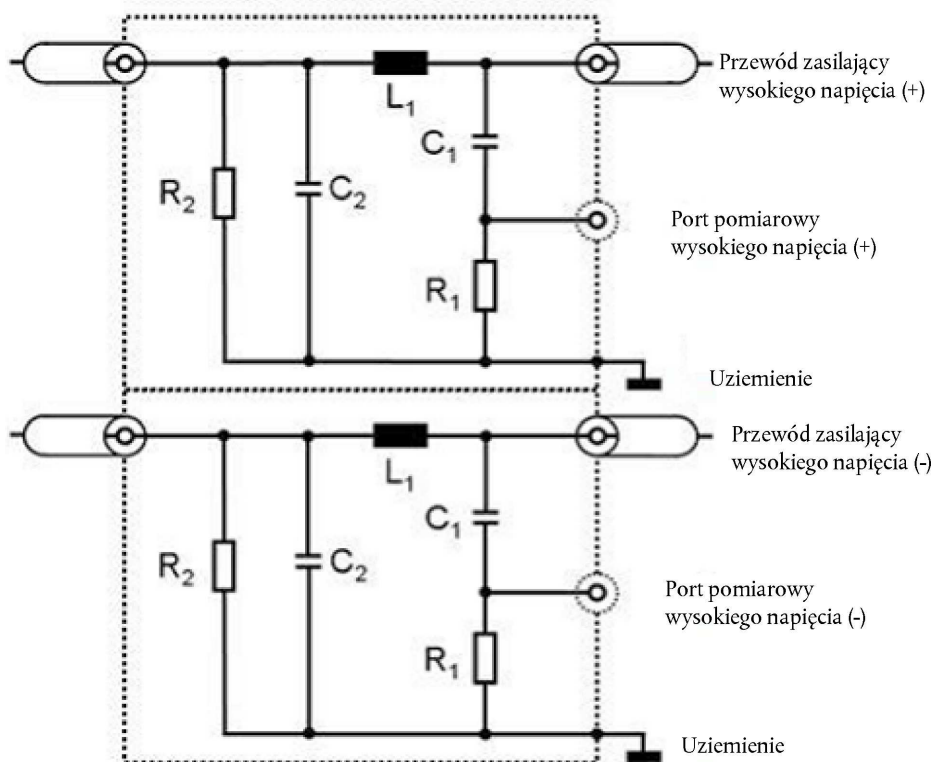 Przewód zasilający
wysokiego napięcia (+)
L₁
C₁
R₂
C₂
Port pomiarowy
wysokiego napięcia (+)
R₁
Uziemienie
Przewód zasilający
wysokiego napięcia (-)
L₁
C₁
R₂
C₂
Port pomiarowy
wysokiego napięcia (-)
R₁
Uziemienie